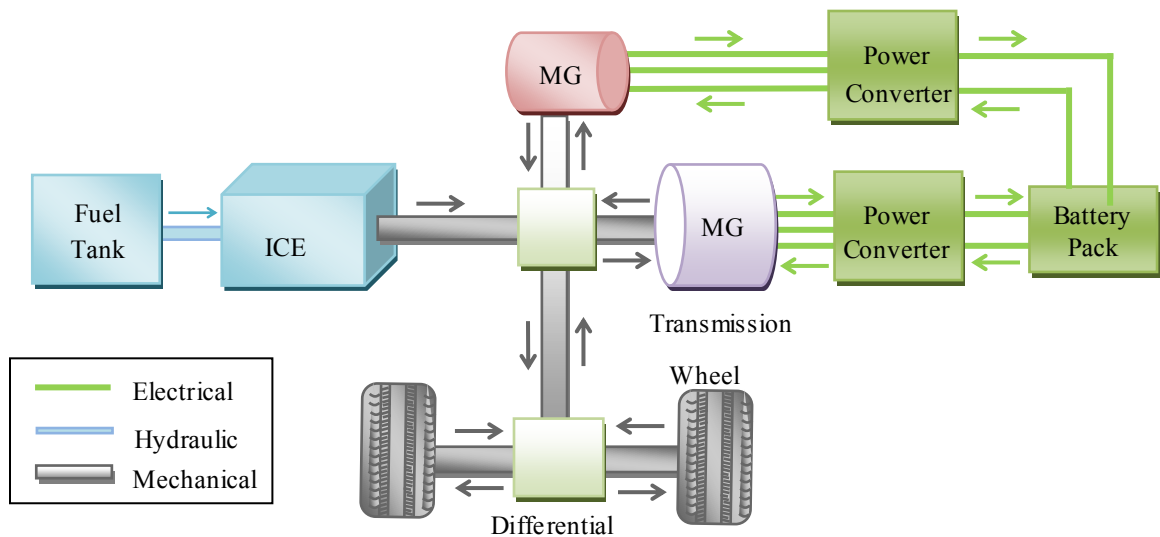 MG
Power
Converter
Fuel
Tank
ICE
MG
Power
Converter
Battery
Pack
Transmission
Electrical
Hydraulic
Mechanical
Wheel
Differential